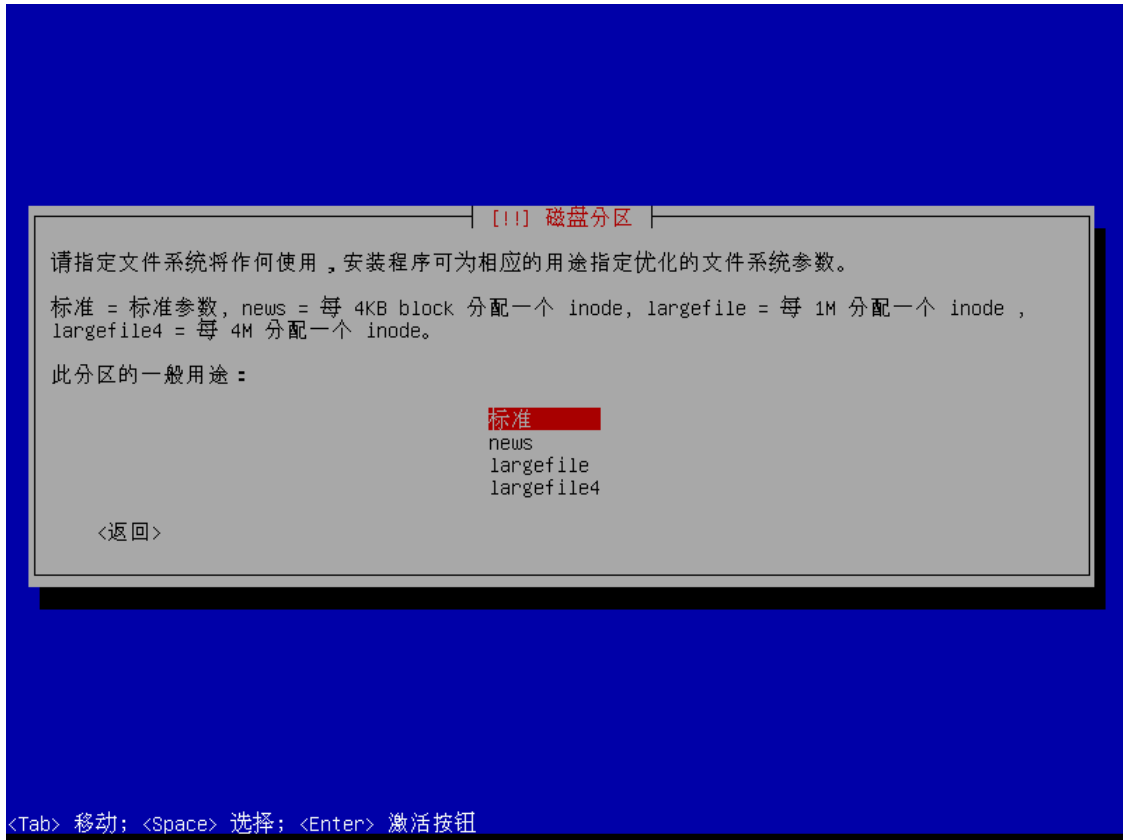 [!!] 磁盘分区
请指定文件系统将作何使用，安装程序可为相应的用途指定优化的文件系统参数。
标准 = 标准参数, news = 每 4KB block 分配一个 inode, largefile = 每 1M 分配一个 inode ,
largefile4 = 每 4M 分配一个 inode。
此分区的一般用途：
标准
news
largefile
largefile4
<返回>
<Tab> 移动; <Space> 选择; <Enter> 激活按钮